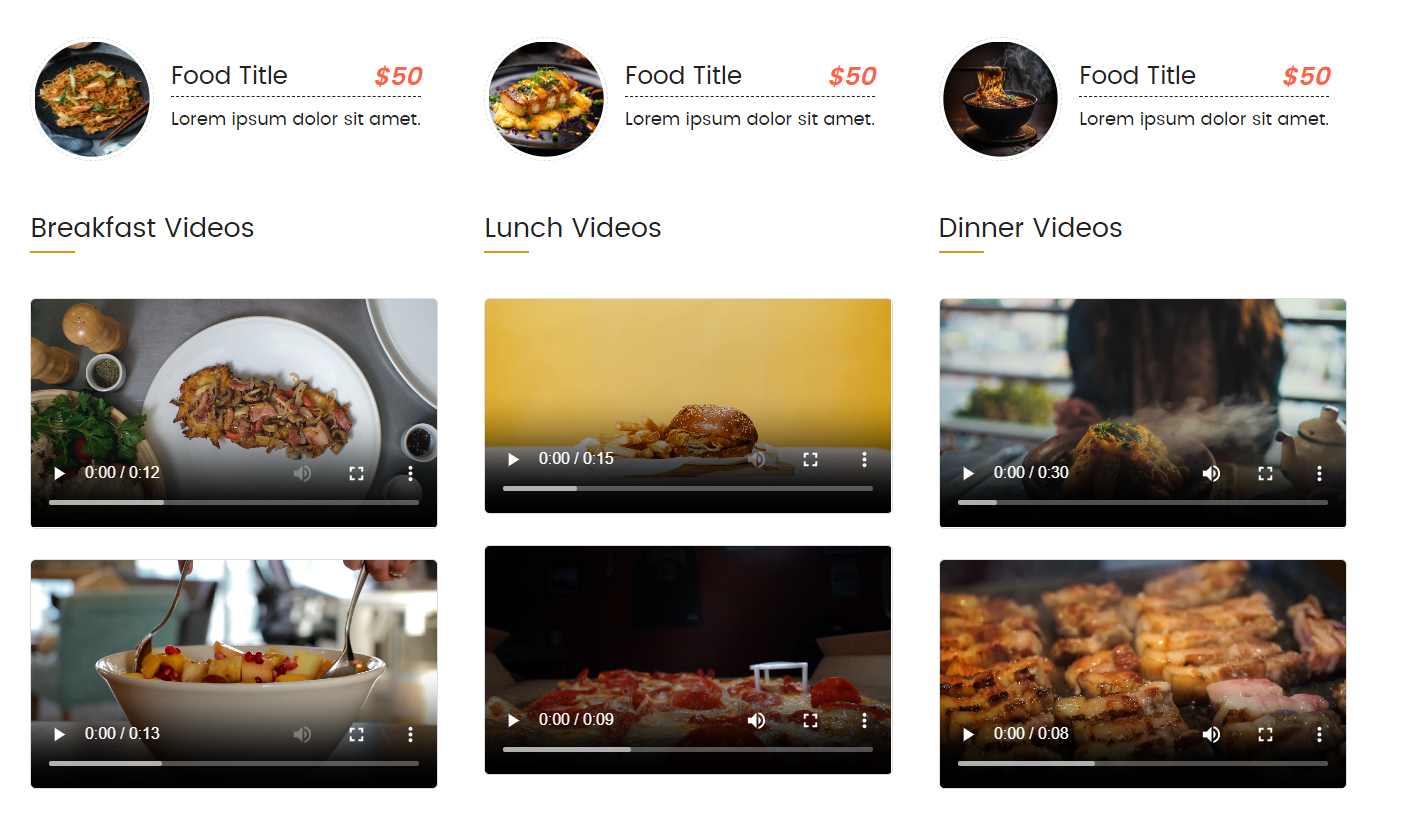 Food Title $50
Lorem ipsum dolor sit amet.
Food Title $50
Lorem ipsum dolor sit amet.
Food Title $50
Lorem ipsum dolor sit amet.
Breakfast Videos
Lunch Videos
Dinner Videos
0:00 / 0:12
0:00 / 0:15
0:00 / 0:30
0:00 / 0:13
0:00 / 0:09
0:00 / 0:08